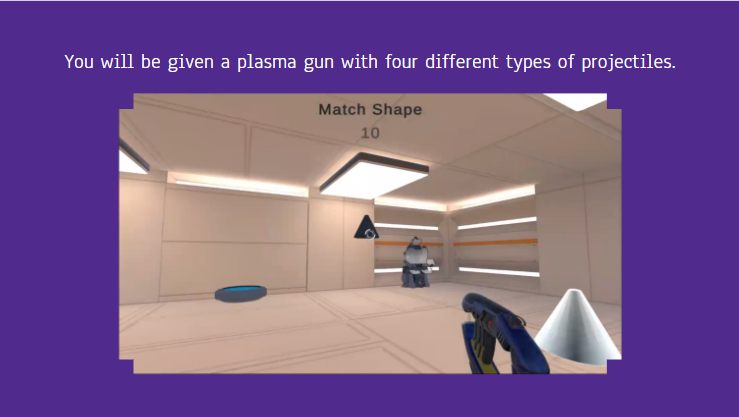 You will be given a plasma gun with four different types of projectiles.
Match Shape
10